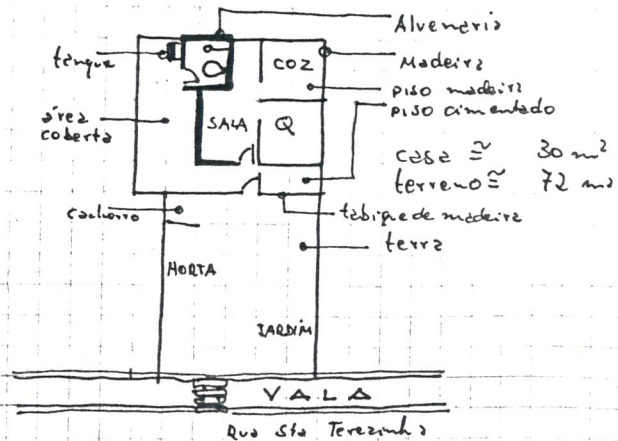 Alvenaria
tanque
COZ
Madeira
piso madeira
piso cimentado
área
coberta
SALA
Q
casa ≅ 30 m²
terreno ≅ 72 m²
cachorro
tabique de madeira
terra
HORTA
JARDIM
VALA
Rua Sta Terezinha